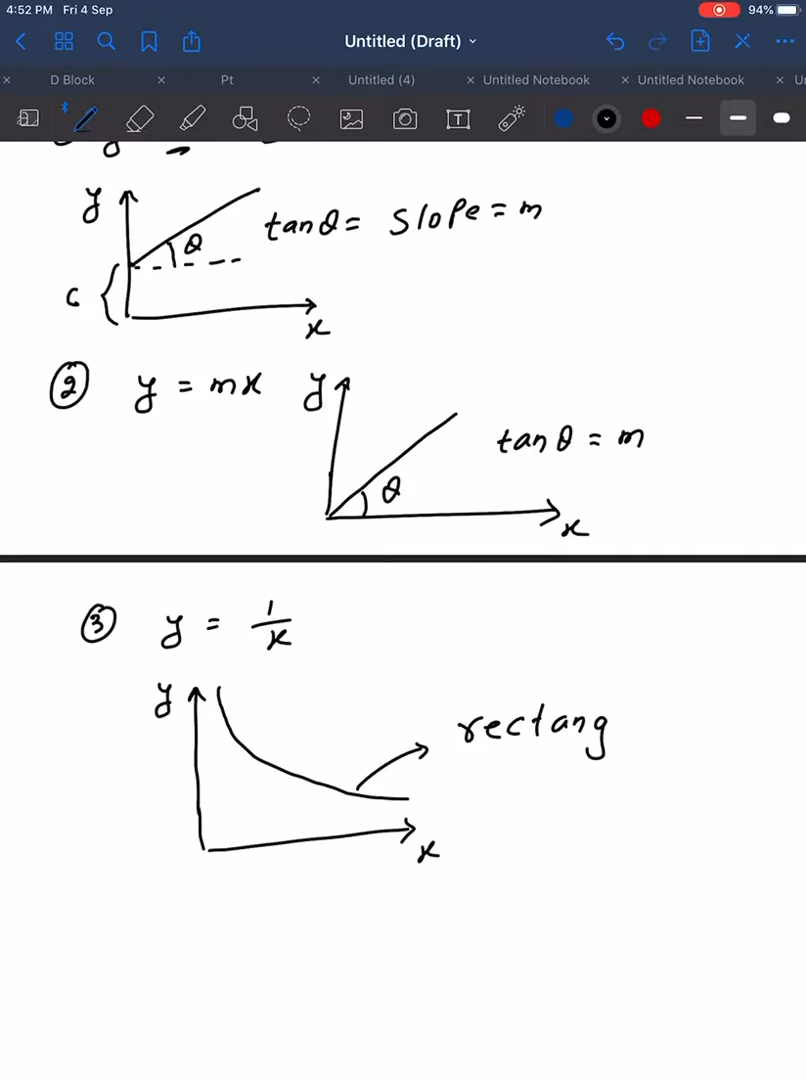 4:52 PM Fri 4 Sep 94%
Untitled (Draft)
D Block Pt Untitled (4) Untitled Notebook Untitled Notebook
T
y
tanθ = Slope = m
θ
c
x
② y = mx
y
tanθ = m
θ
x
③ y = 1/x
y
rectang
x